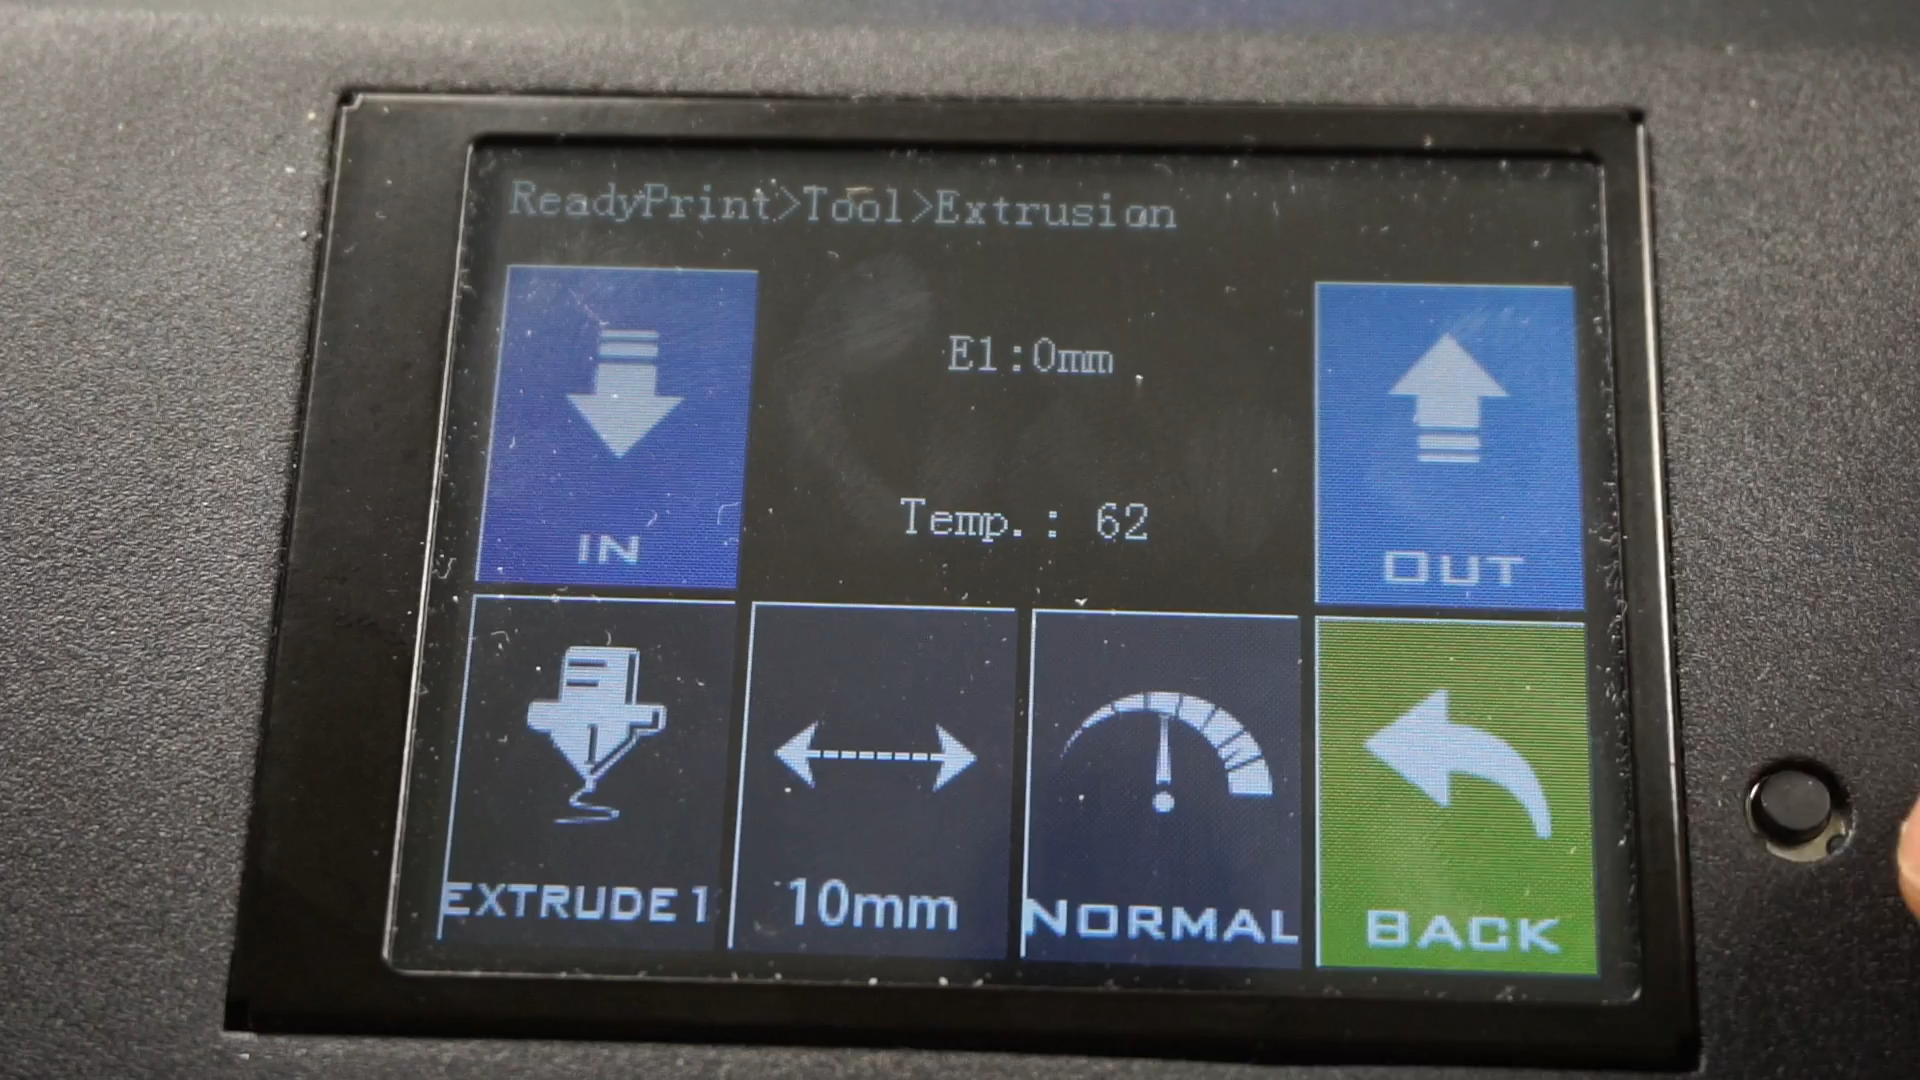 ReadyPrint>Tool>Extrusion
E1:0mm
Temp.: 62
IN
OUT
EXTRUDE1
10mm
NORMAL
BACK